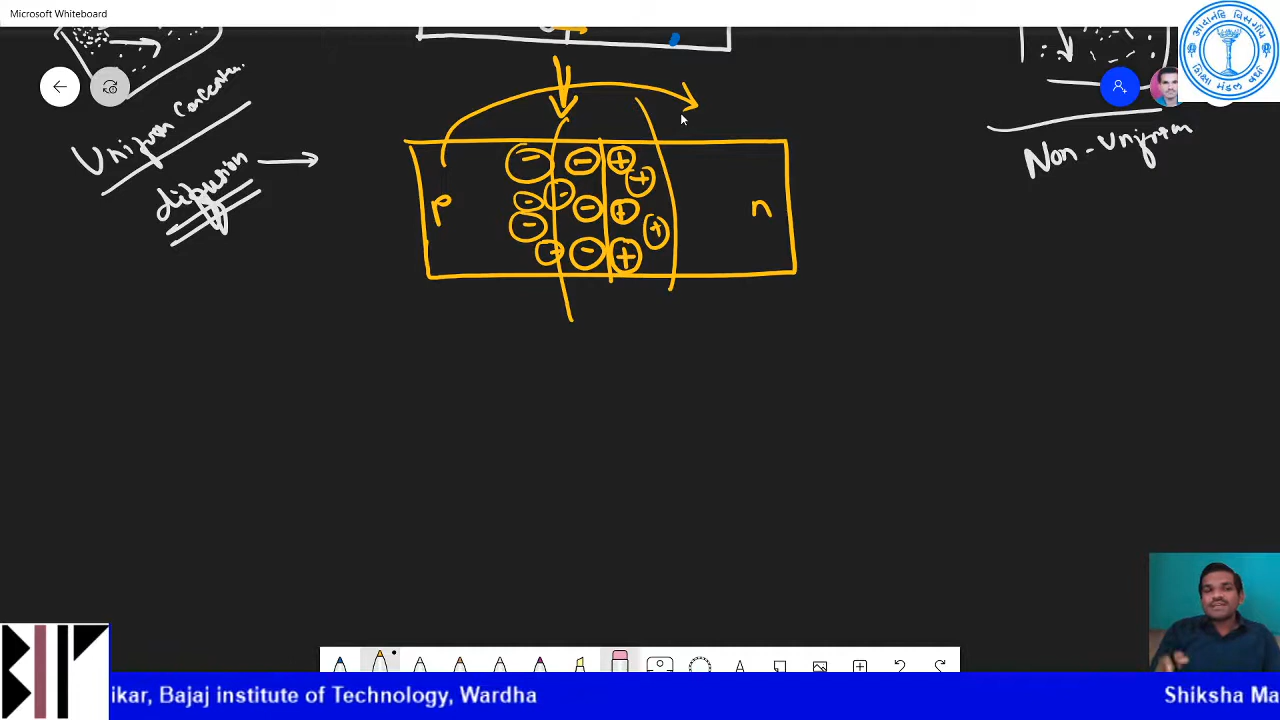 Microsoft Whiteboard
Uniform Concentra.
diffusion
Non-Uniform
p
n
ikar, Bajaj institute of Technology, Wardha
Shiksha Ma